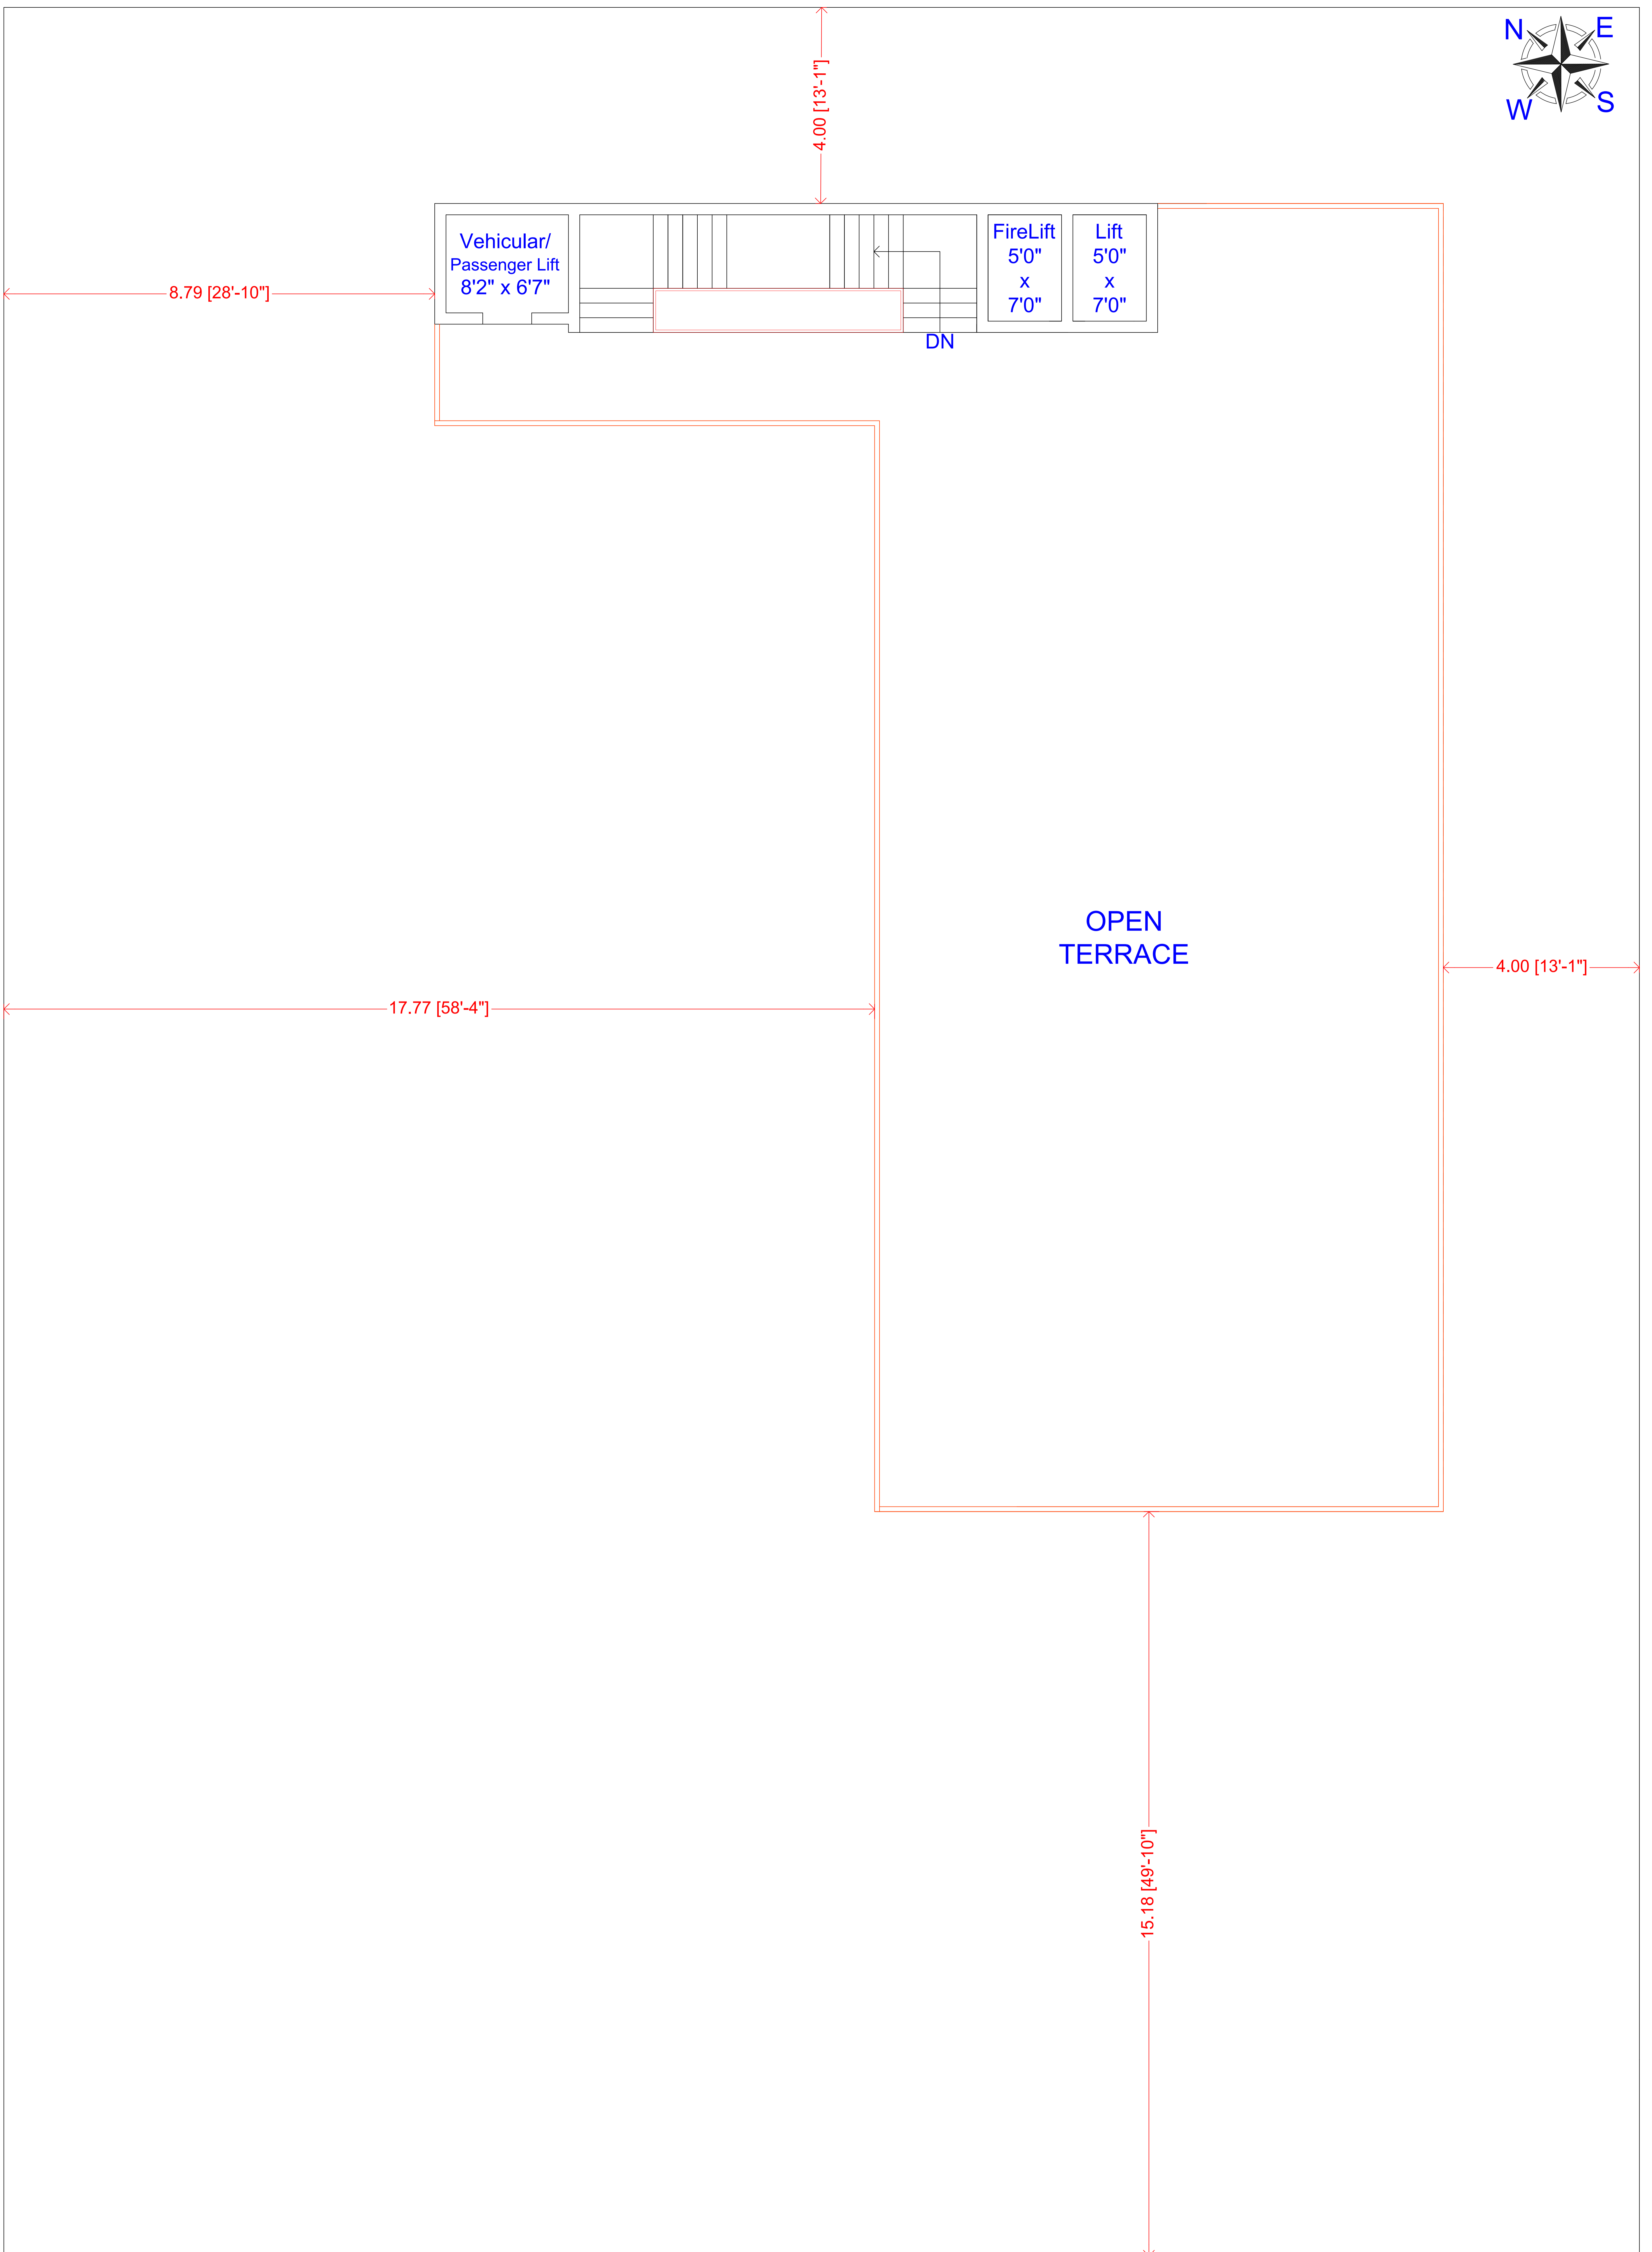 N
E
W
S
4.00 [13'-1"]
Vehicular/
Passenger Lift
8'2" x 6'7"
FireLift
5'0"
x
7'0"
Lift
5'0"
x
7'0"
8.79 [28'-10"]
DN
OPEN
TERRACE
4.00 [13'-1"]
17.77 [58'-4"]
15.18 [49'-10"]